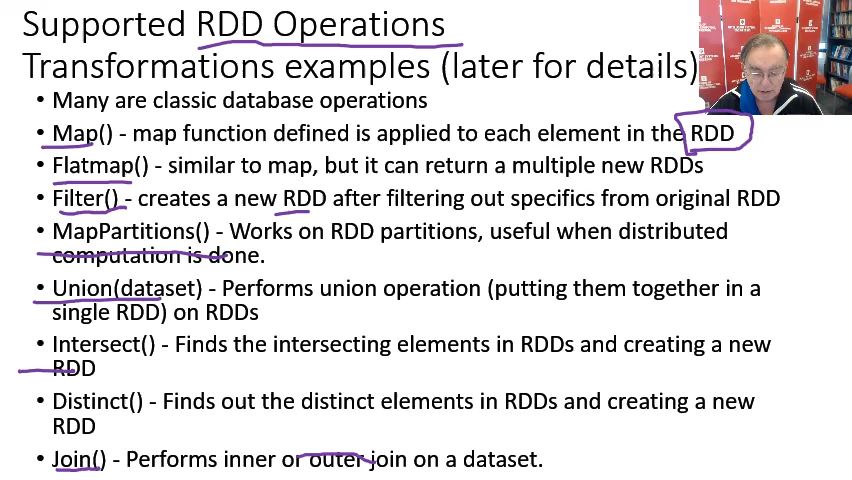 Supported RDD Operations
Transformations examples (later for details)
• Many are classic database operations
• Map() - map function defined is applied to each element in the RDD
• Flatmap() - similar to map, but it can return a multiple new RDDs
• Filter() - creates a new RDD after filtering out specifics from original RDD
• MapPartitions() - Works on RDD partitions, useful when distributed
computation is done.
• Union(dataset) - Performs union operation (putting them together in a
single RDD) on RDDs
• Intersect() - Finds the intersecting elements in RDDs and creating a new
RDD
• Distinct() - Finds out the distinct elements in RDDs and creating a new
RDD
• Join() - Performs inner or outer join on a dataset.